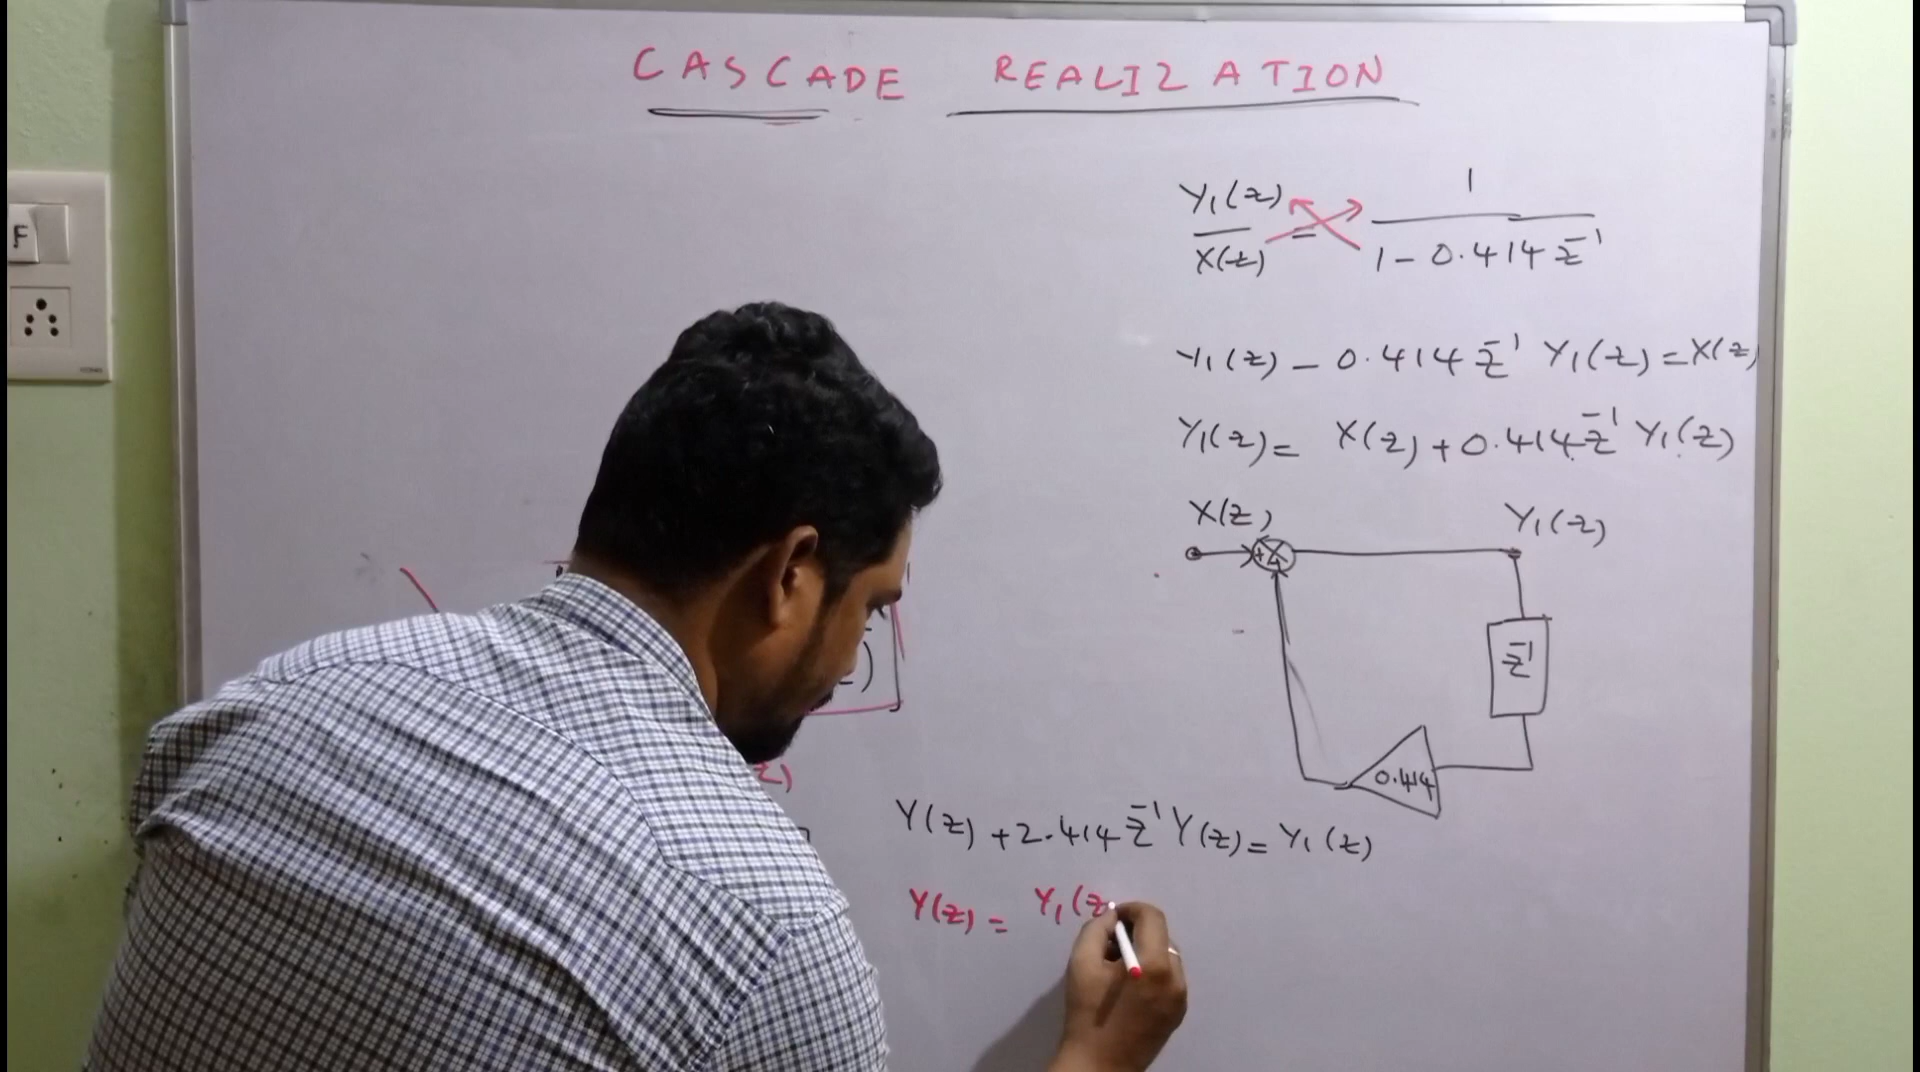 CASCADE REALIZATION
F
Y₁(z) / X(z) = 1 / 1 - 0.414 z⁻¹
Y₁(z) - 0.414 z⁻¹ Y₁(z) = X(z)
Y₁(z) = X(z) + 0.414 z⁻¹ Y₁(z)
X(z) Y₁(z)
+ +
z⁻¹
0.414
z)
Y(z) + 2.414 z⁻¹ Y(z) = Y₁(z)
Y(z) = Y₁(z